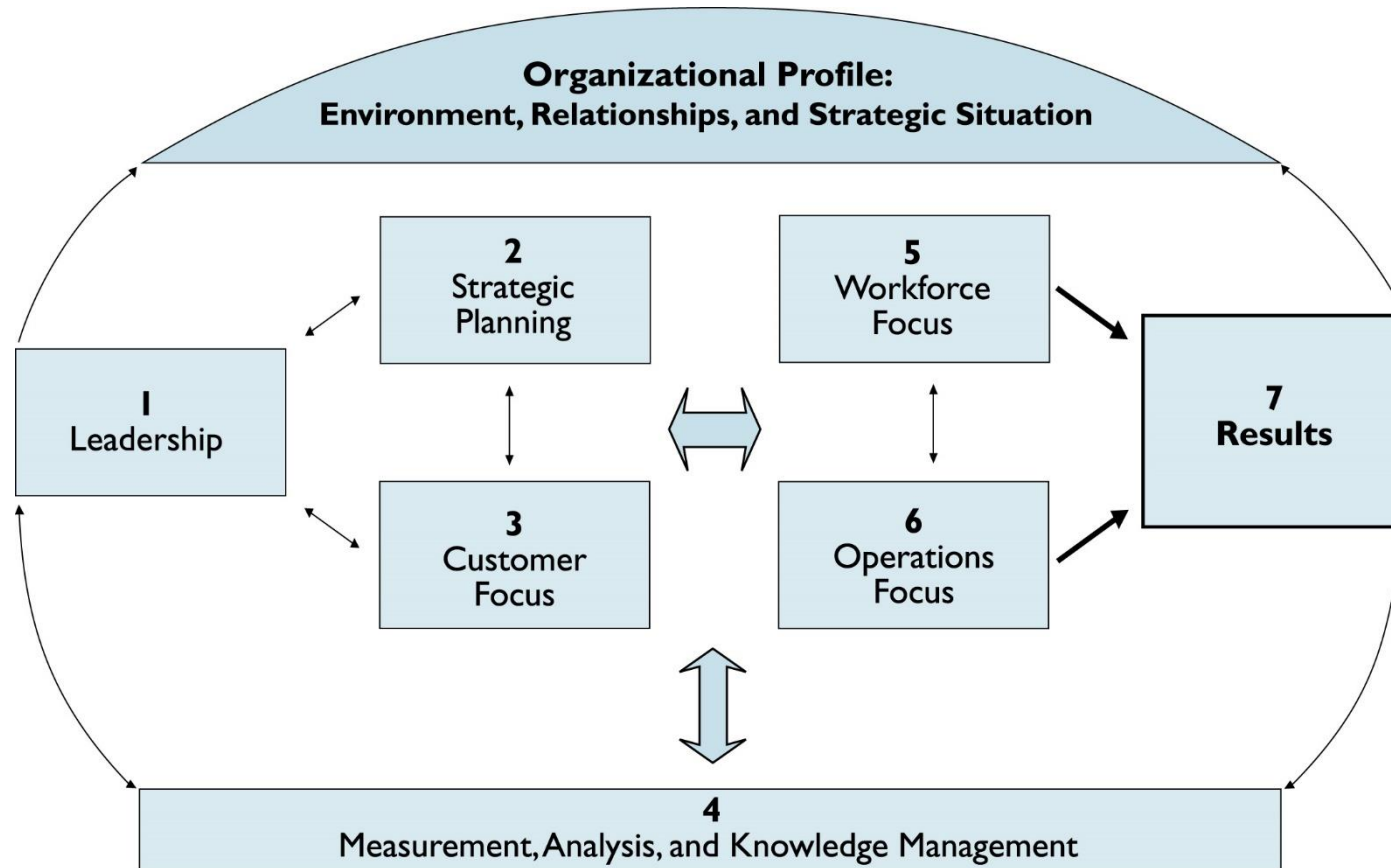 Organizational Profile:
Environment, Relationships, and Strategic Situation
2
Strategic
Planning
5
Workforce
Focus
1
Leadership
7
Results
3
Customer
Focus
6
Operations
Focus
4
Measurement, Analysis, and Knowledge Management